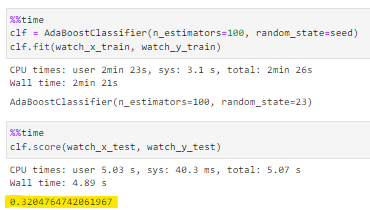 %%time
clf = AdaBoostClassifier(n_estimators=100, random_state=seed)
clf.fit(watch_x_train, watch_y_train)
CPU times: user 2min 23s, sys: 3.1 s, total: 2min 26s
Wall time: 2min 21s
AdaBoostClassifier(n_estimators=100, random_state=23)
%%time
clf.score(watch_x_test, watch_y_test)
CPU times: user 5.03 s, sys: 40.3 ms, total: 5.07 s
Wall time: 4.89 s
0.3204764742061967